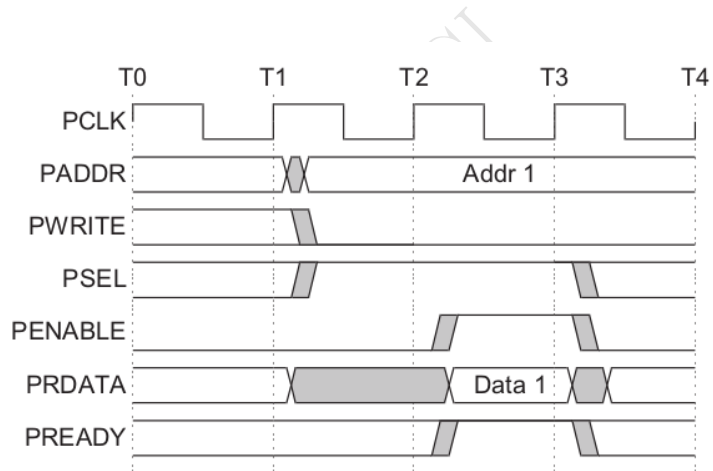 T0 T1 T2 T3 T4
PCLK
PADDR Addr 1
PWRITE
PSEL
PENABLE
PRDATA Data 1
PREADY